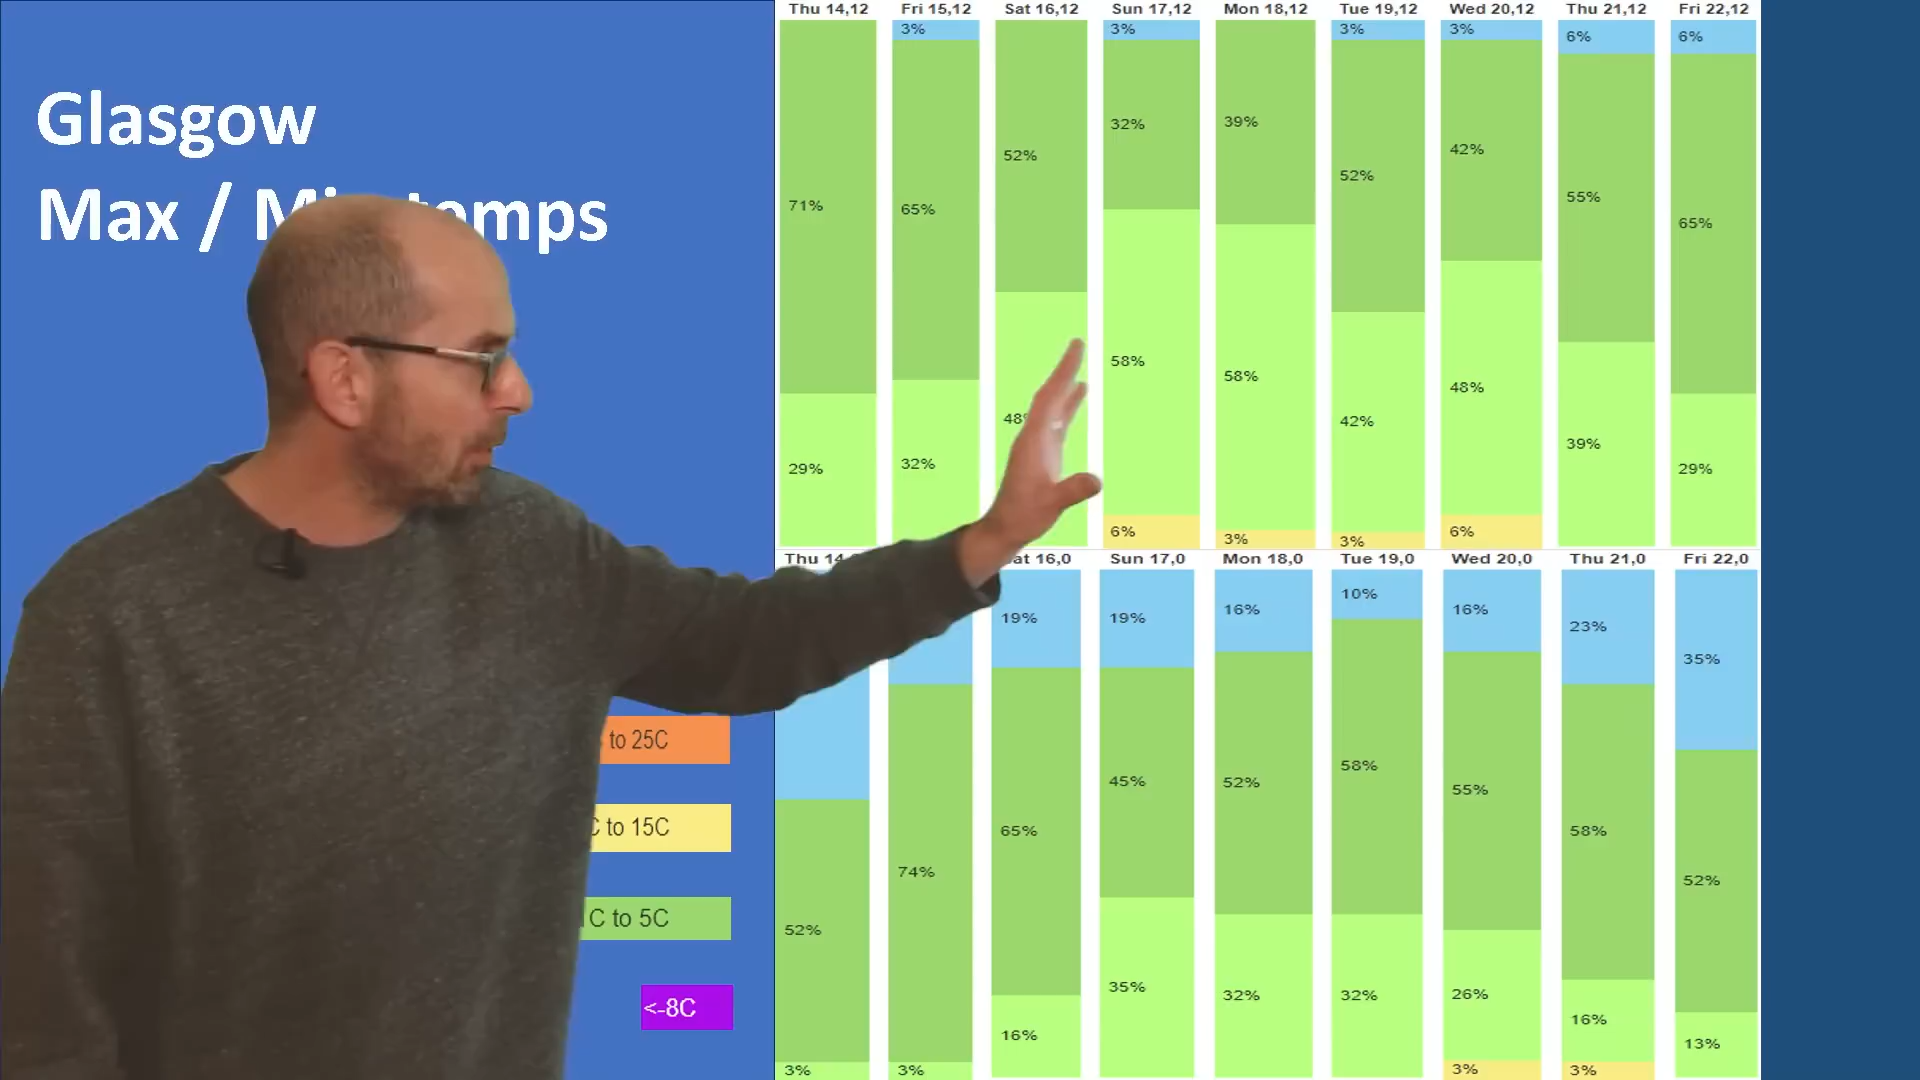 Glasgow
Max / Min temps
Thu 14,12 Fri 15,12 Sat 16,12 Sun 17,12 Mon 18,12 Tue 19,12 Wed 20,12 Thu 21,12 Fri 22,12
3% 3% 3% 3% 6% 6%
71% 65% 52% 32% 39% 52% 42% 55% 65%
29% 32% 48% 58% 58% 42% 48% 39% 29%
6% 3% 3% 6%
Thu 14 Sat 16,0 Sun 17,0 Mon 18,0 Tue 19,0 Wed 20,0 Thu 21,0 Fri 22,0
19% 19% 16% 10% 16% 23% 35%
52% 74% 65% 45% 52% 58% 55% 58% 52%
3% 3% 16% 35% 32% 32% 26% 16% 13%
3% 3%
to 25C
C to 15C
C to 5C
<-8C